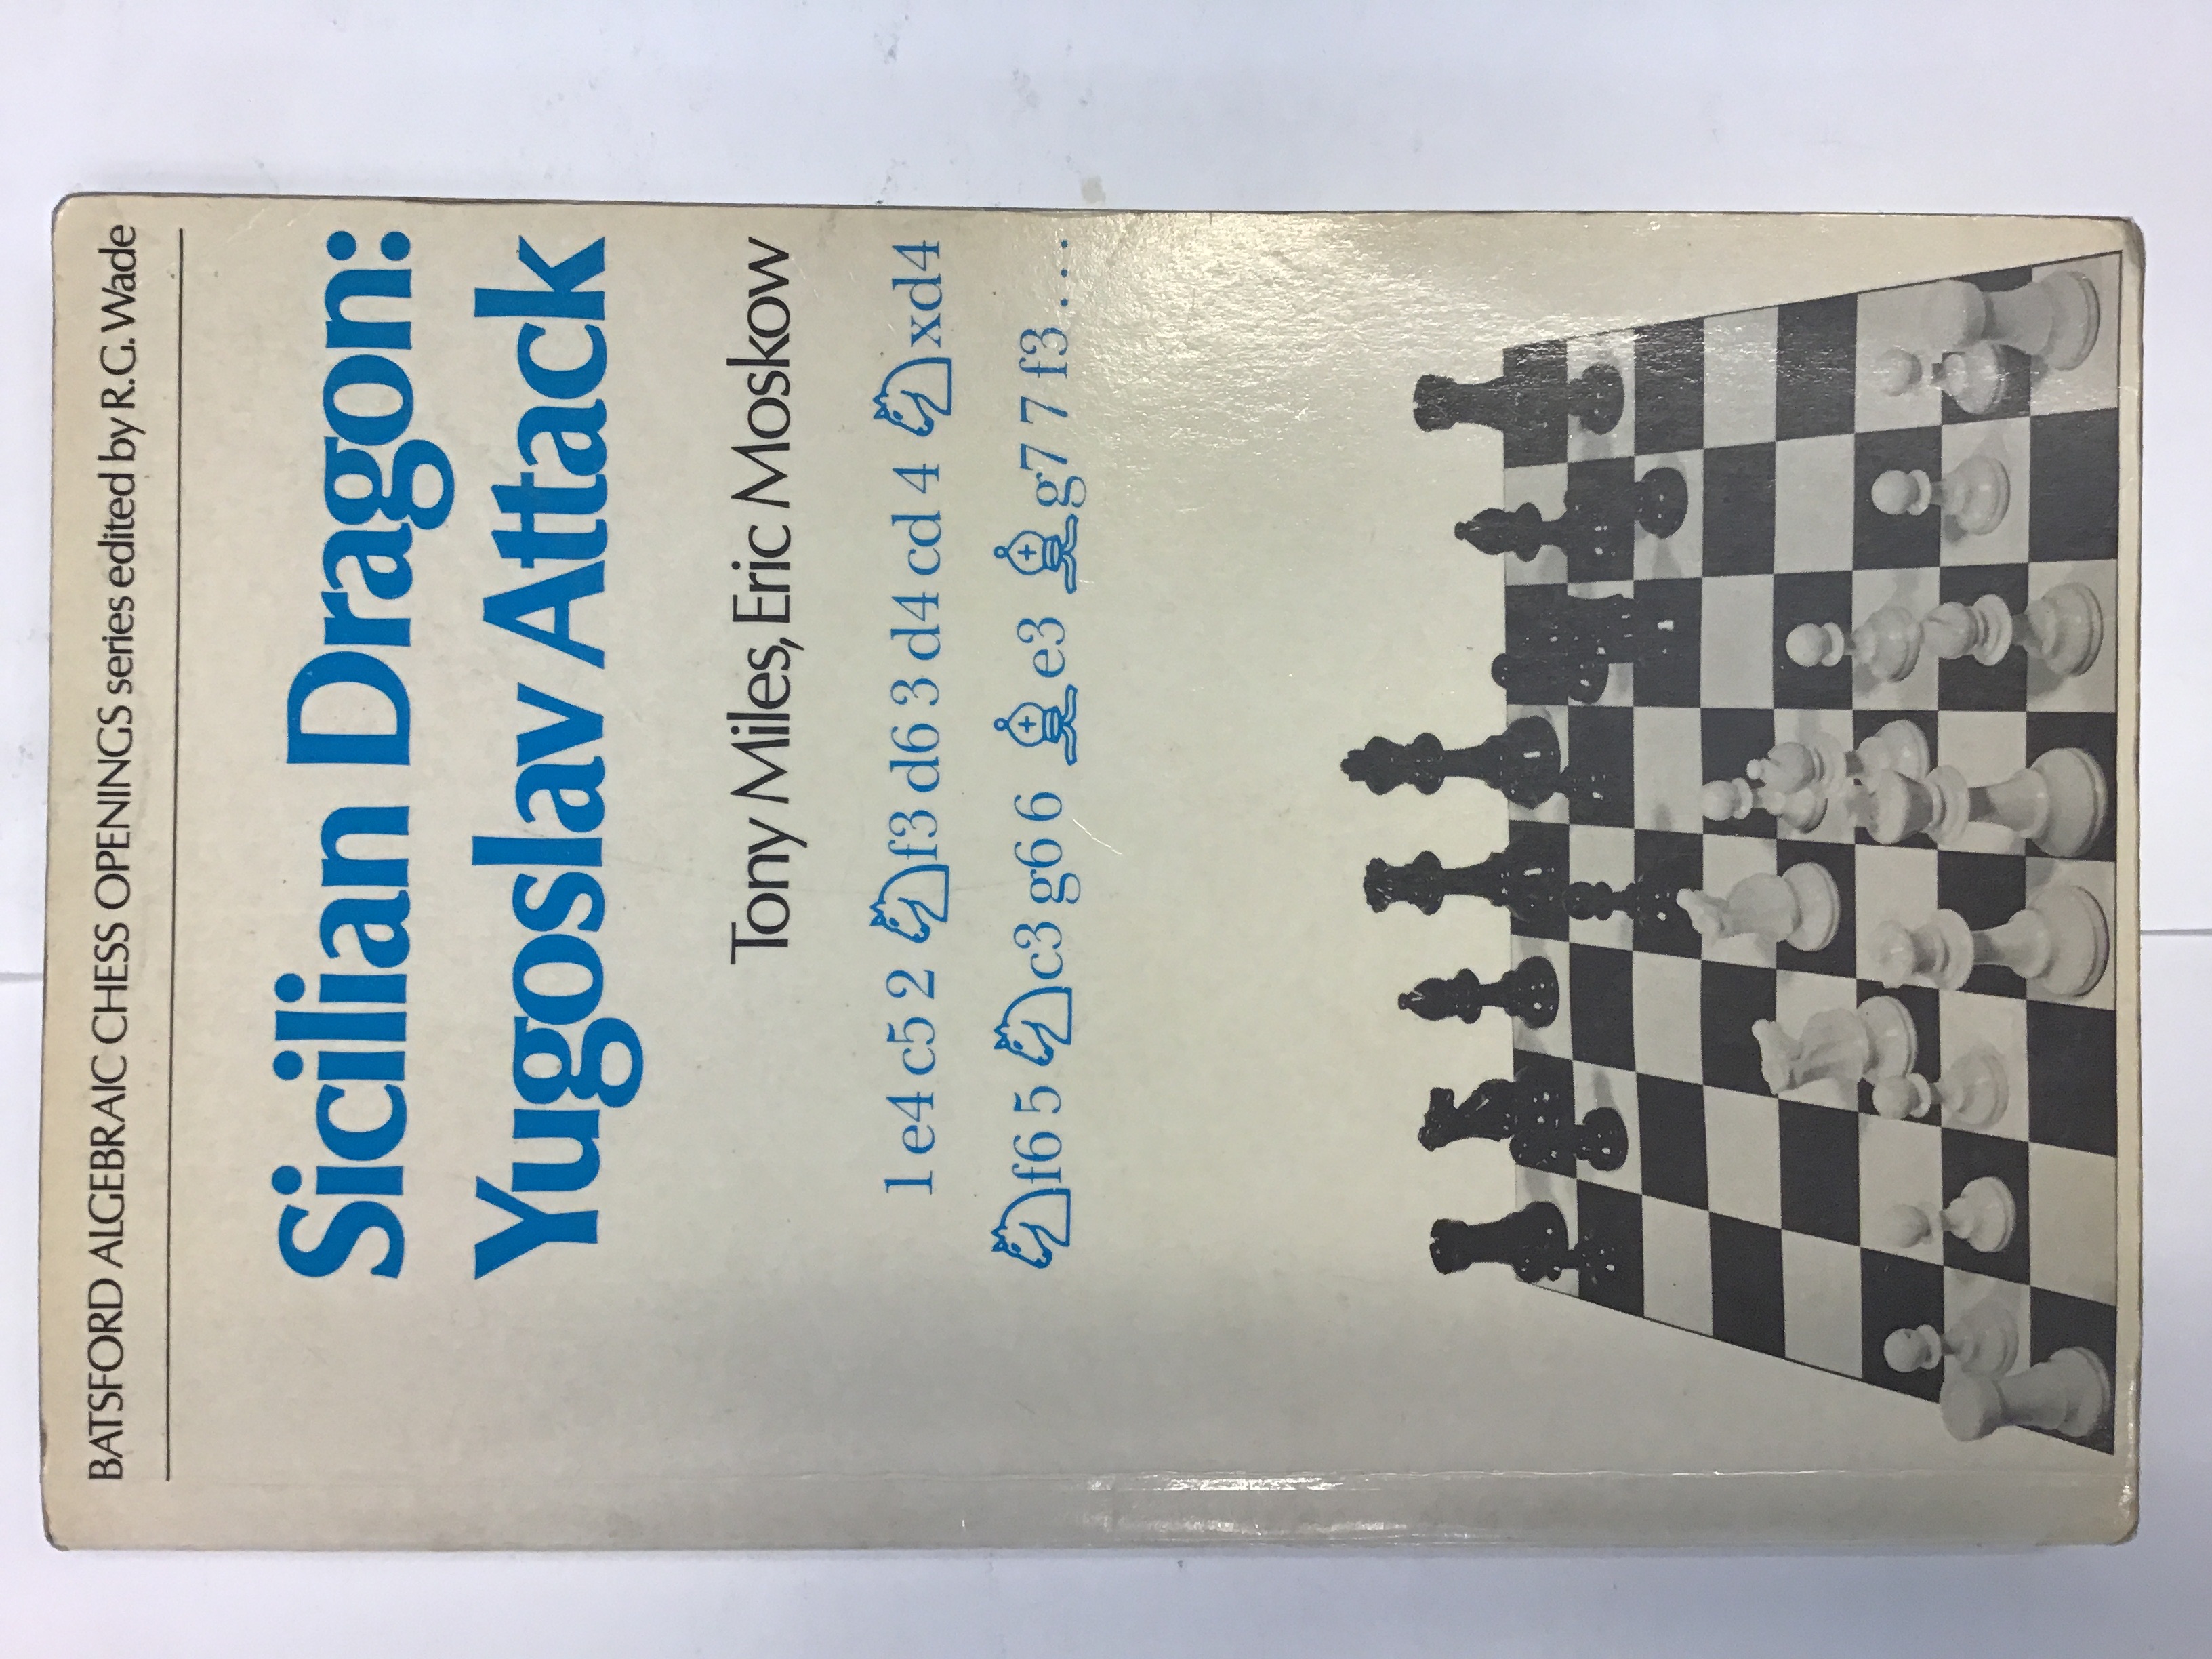 BATSFORD ALGEBRAIC CHESS OPENINGS series edited by R.G. Wade
Sicilian Dragon:
Yugoslav Attack
Tony Miles, Eric Moskow
1 e4 c5 2 ♘f3 d6 3 d4 cd 4 ♘xd4
♘f6 5 ♘c3 g6 6 ♗e3 ♗g7 7 f3....